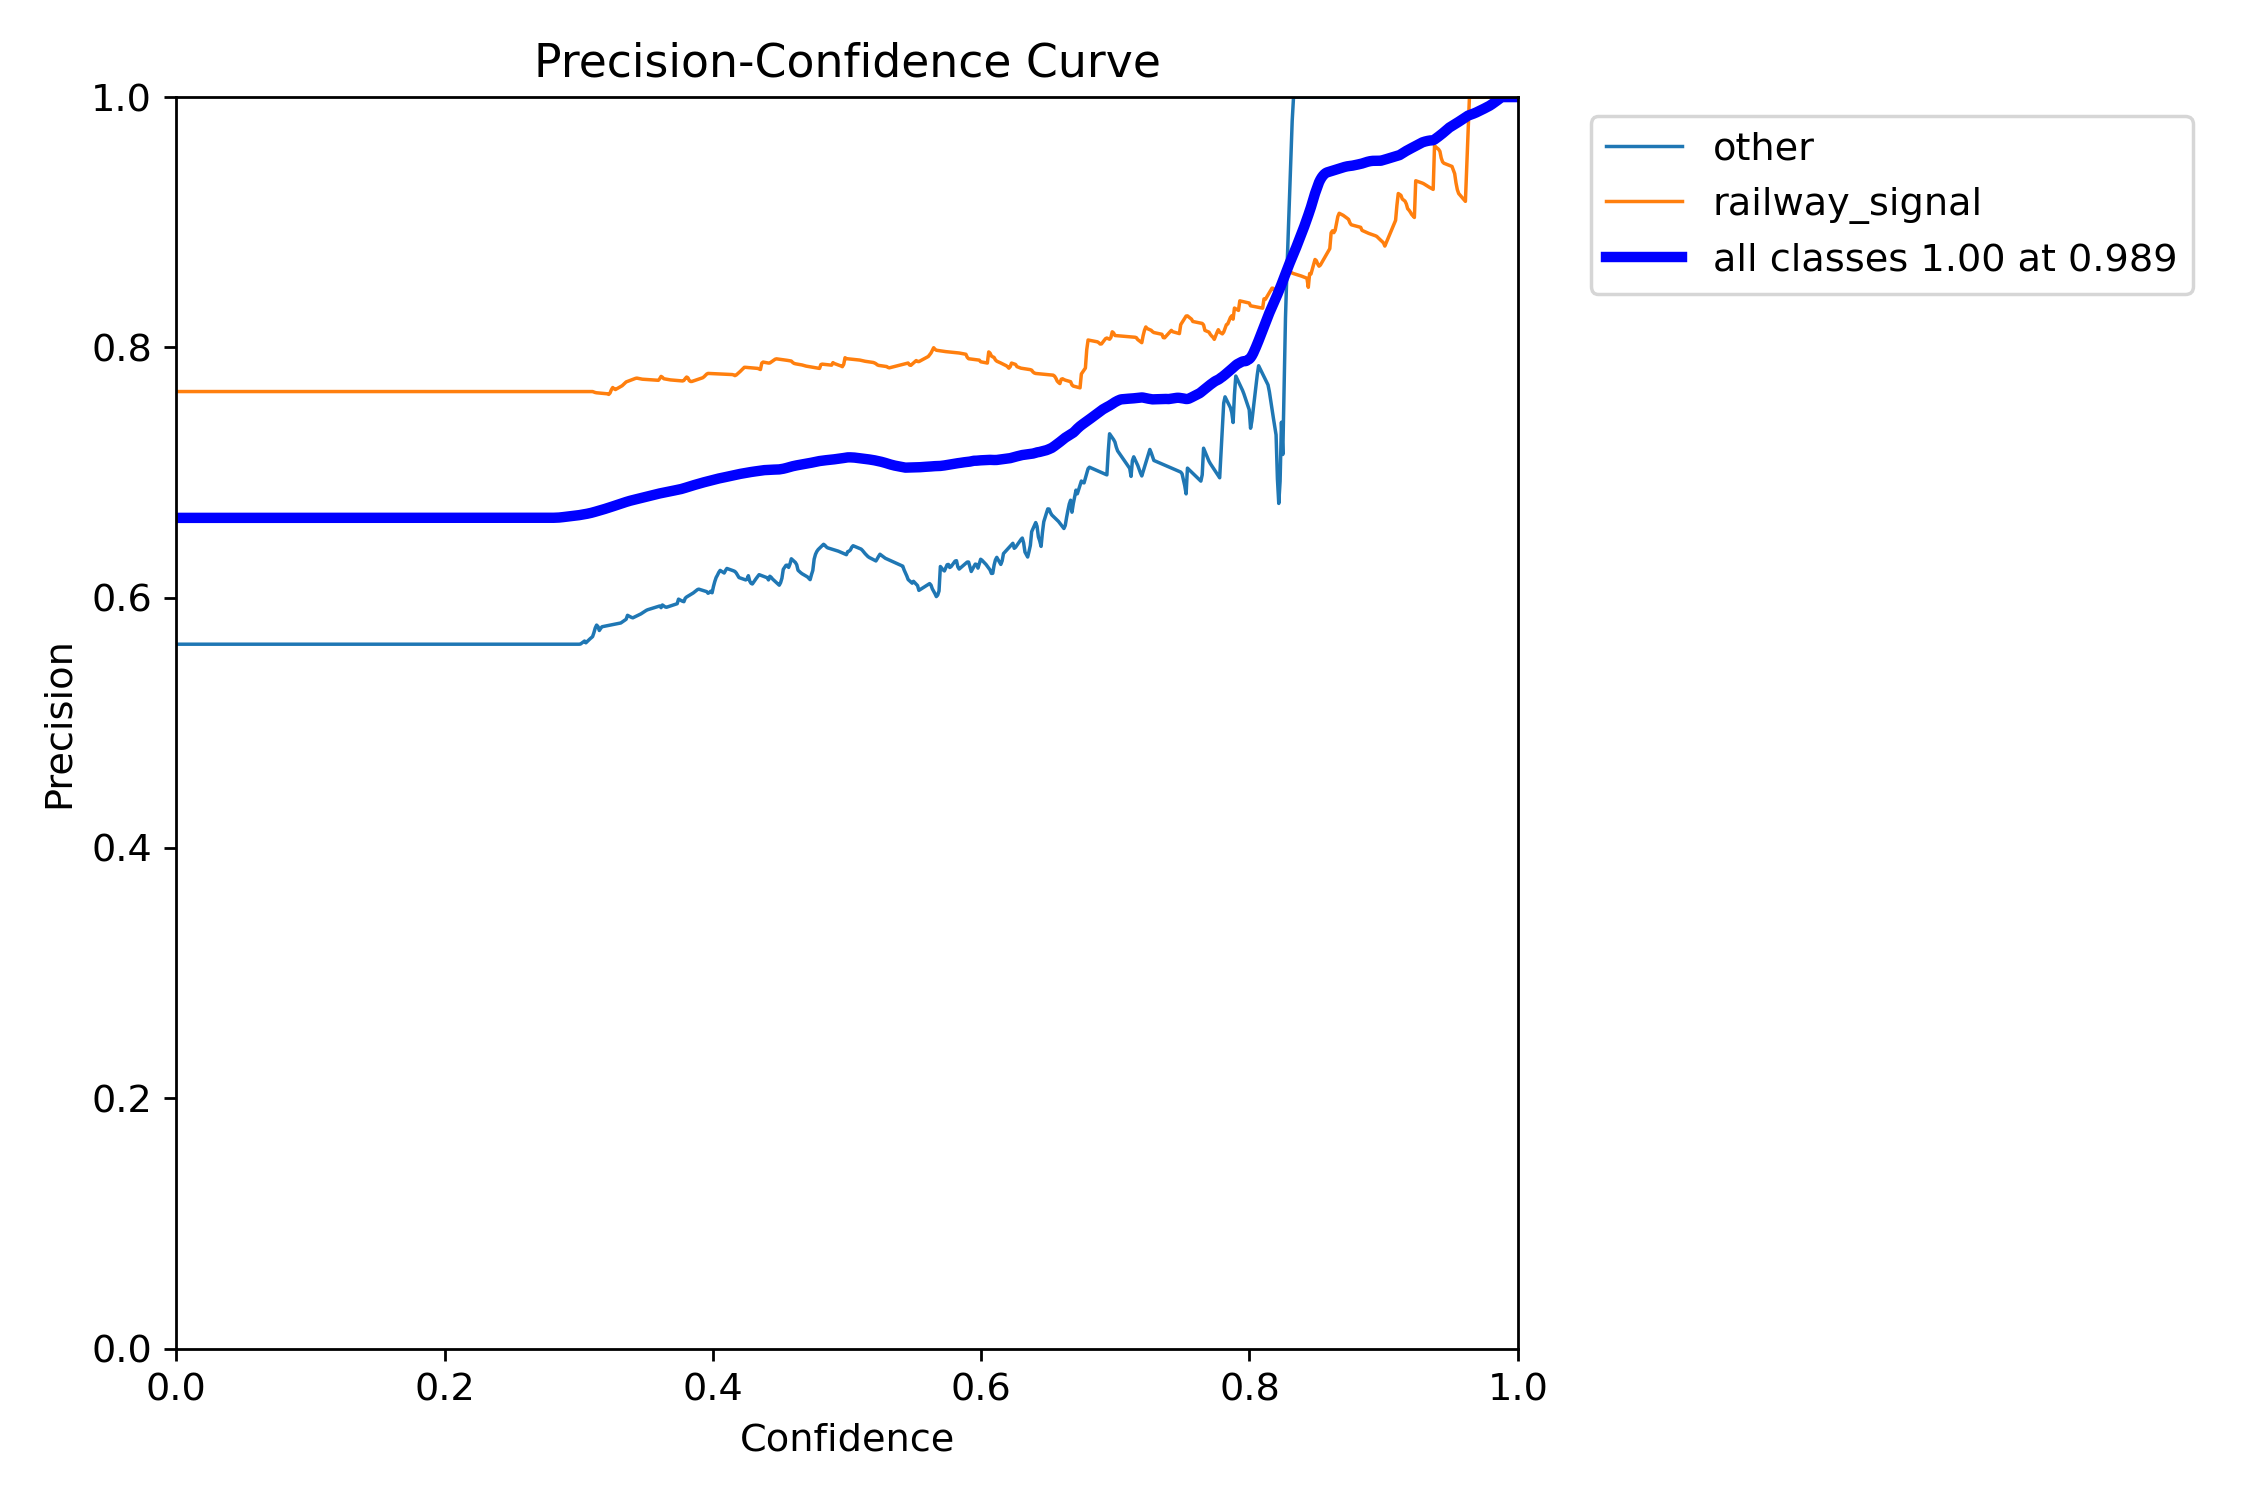 Precision-Confidence Curve
1.0
0.8
0.6
0.4
0.2
0.0
Precision
0.0 0.2 0.4 0.6 0.8 1.0
Confidence
other
railway_signal
all classes 1.00 at 0.989